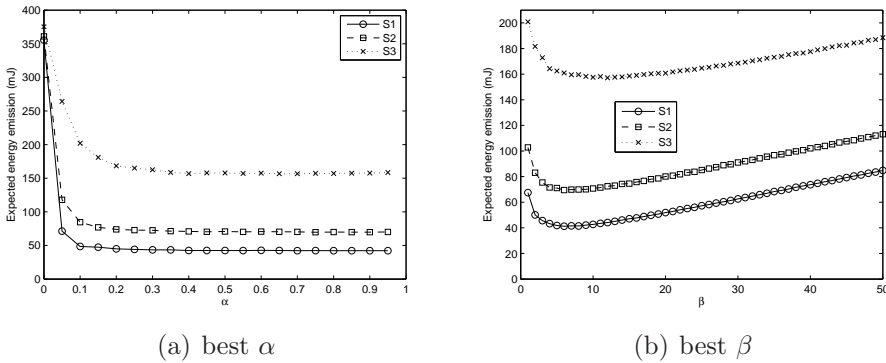 400
350
300
250
200
150
100
50
0
Expected energy emission (mJ)
0 0.1 0.2 0.3 0.4 0.5 0.6 0.7 0.8 0.9 1
α
S1
S2
S3
(a) best α
200
180
160
140
120
100
80
60
40
20
0
Expected energy emission (mJ)
0 10 20 30 40 50
β
S1
S2
S3
(b) best β